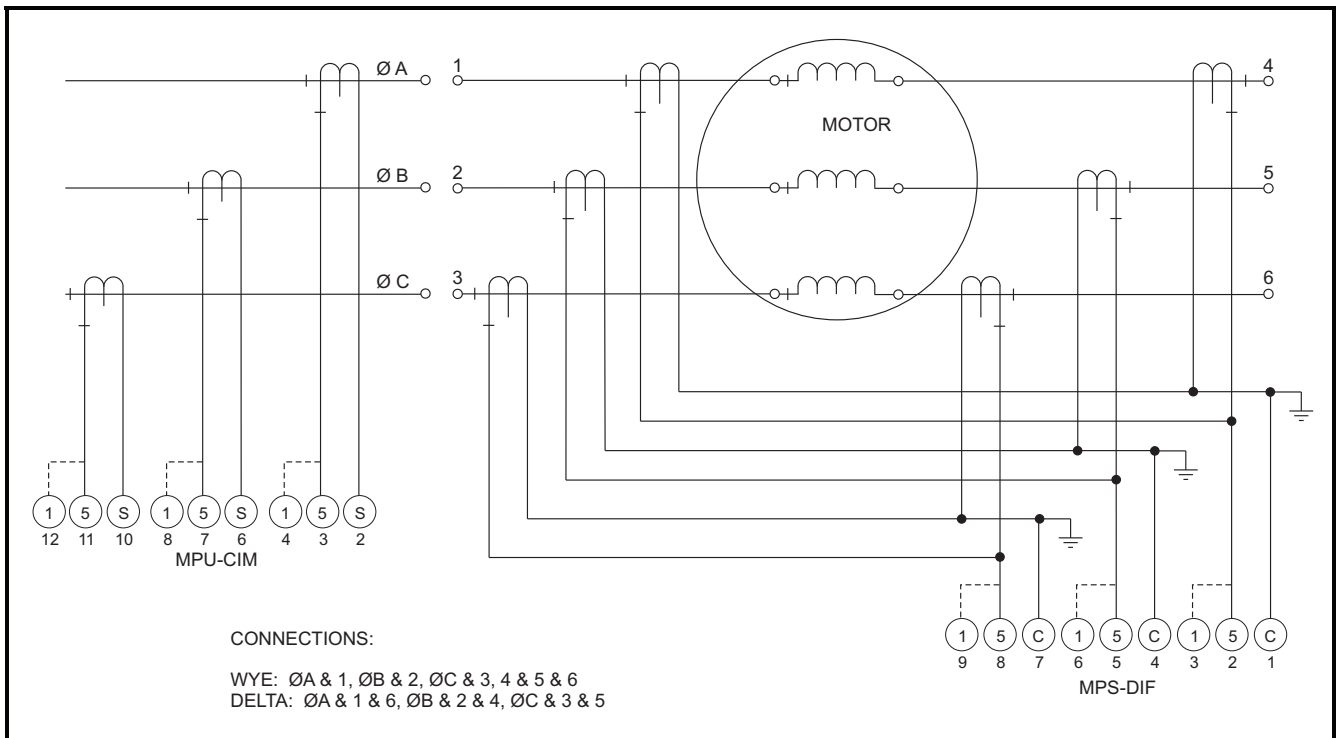 Ø A
1
4
MOTOR
Ø B
2
5
Ø C
3
6
1 5 S 1 5 S 1 5 S
12 11 10 8 7 6 4 3 2
MPU-CIM
1 5 C 1 5 C 1 5 C
9 8 7 6 5 4 3 2 1
MPS-DIF
CONNECTIONS:
WYE: ØA & 1, ØB & 2, ØC & 3, 4 & 5 & 6
DELTA: ØA & 1 & 6, ØB & 2 & 4, ØC & 3 & 5